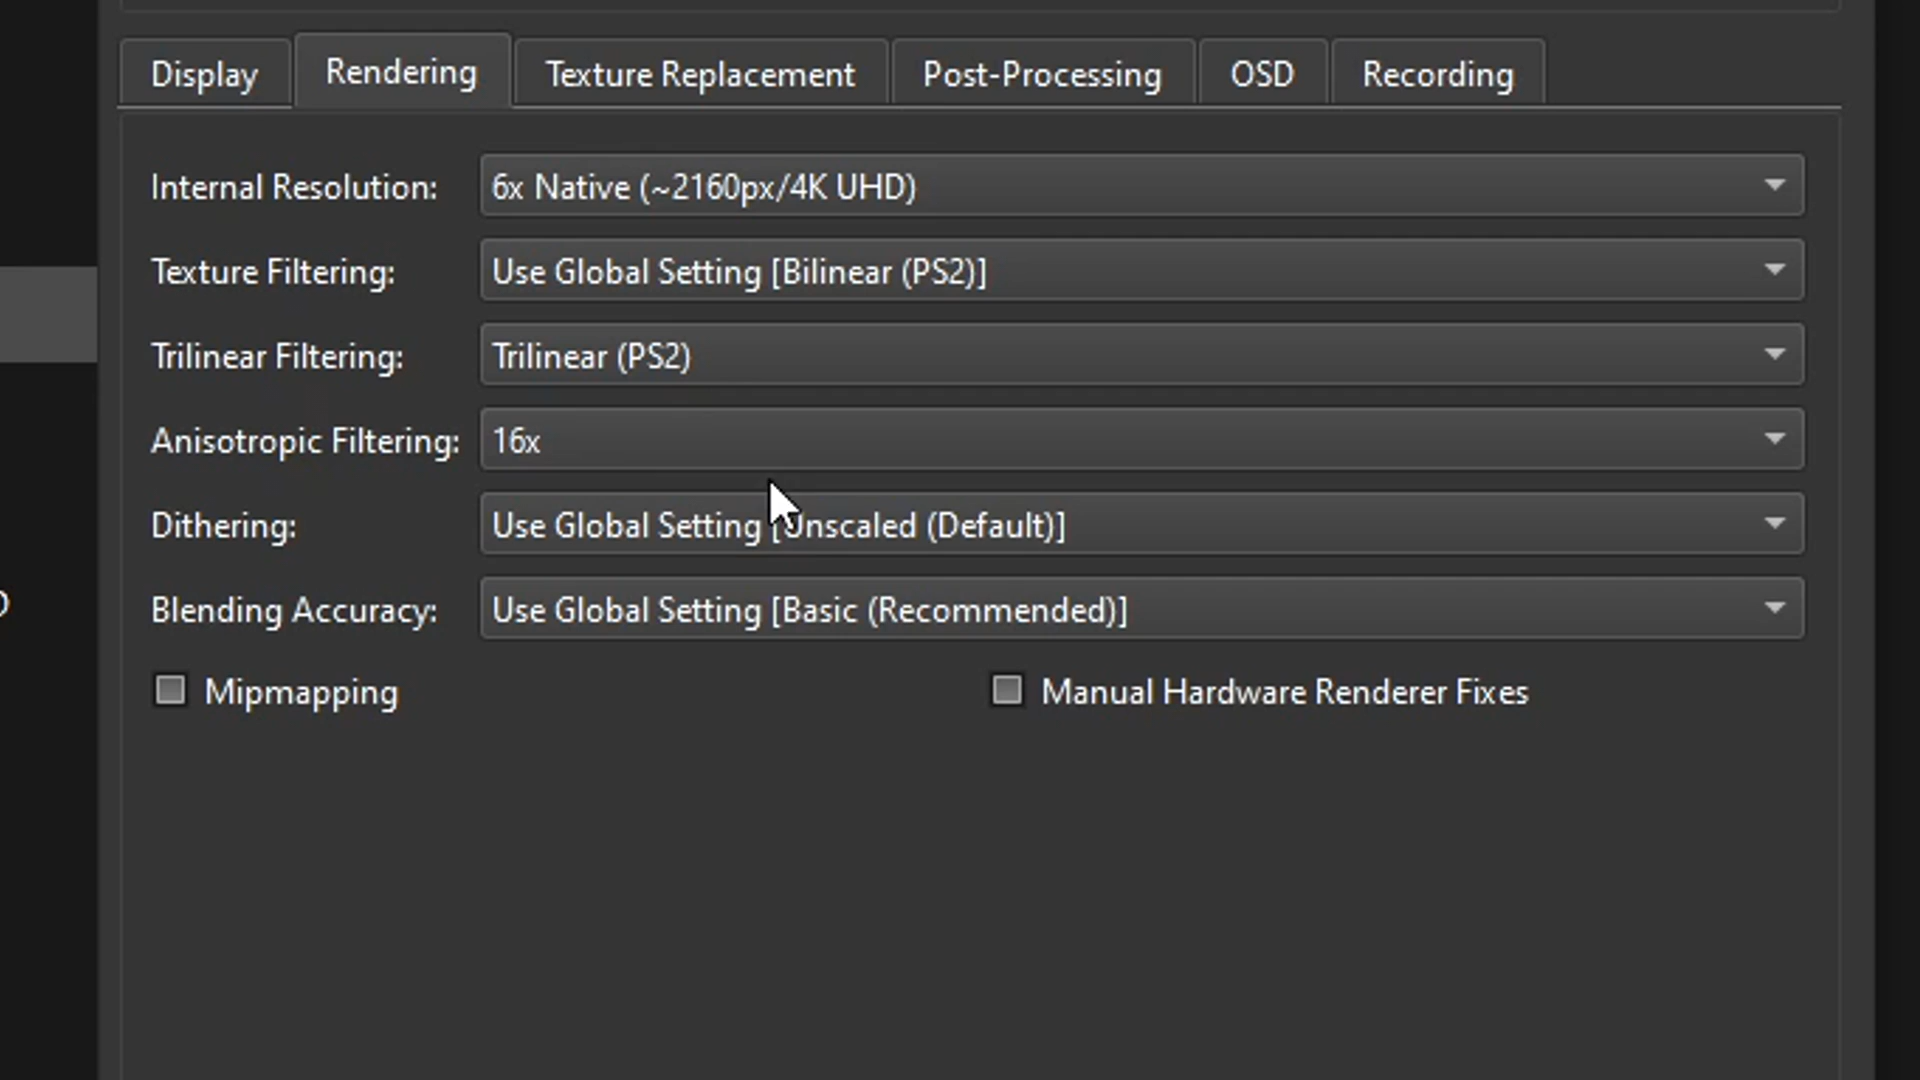 Display Rendering Texture Replacement Post-Processing OSD Recording
Internal Resolution: 6x Native (~2160px/4K UHD)
Texture Filtering: Use Global Setting [Bilinear (PS2)]
Trilinear Filtering: Trilinear (PS2)
Anisotropic Filtering: 16x
Dithering: Use Global Setting [Unscaled (Default)]
Blending Accuracy: Use Global Setting [Basic (Recommended)]
Mipmapping Manual Hardware Renderer Fixes